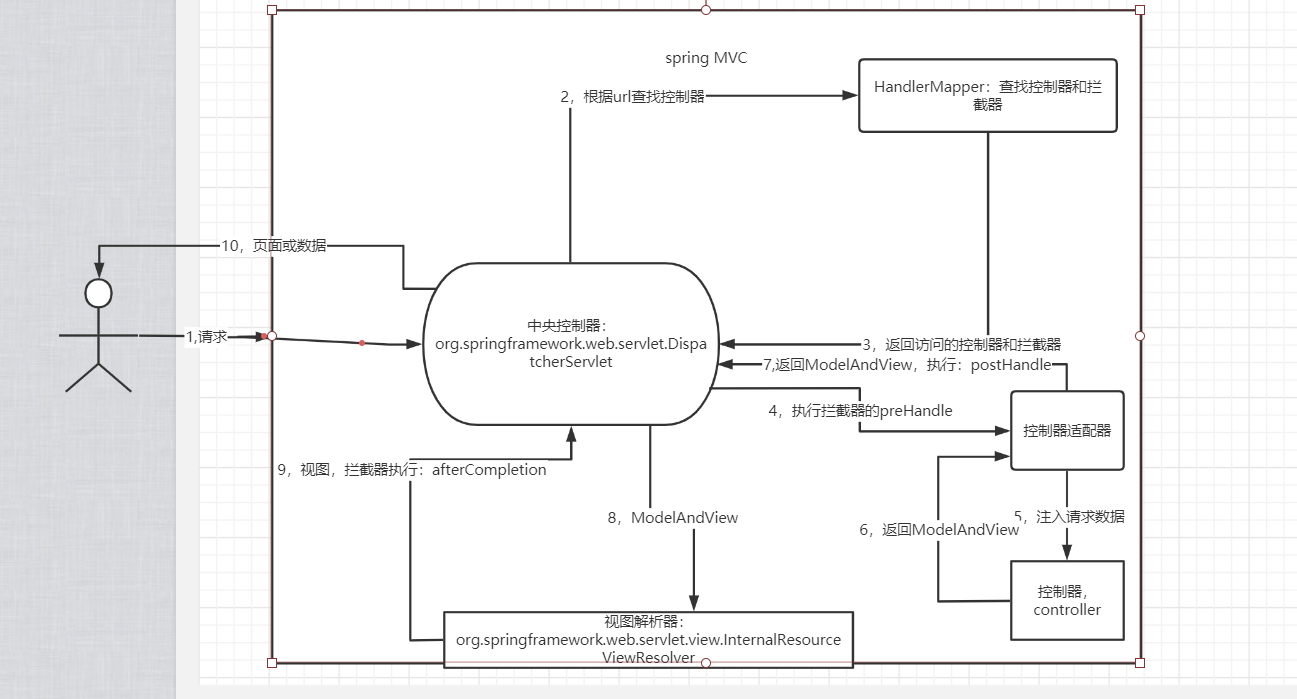 spring MVC
2，根据url查找控制器
HandlerMapper：查找控制器和拦
截器
10，页面或数据
1,请求
中央控制器：
org.springframework.web.servlet.Dispa
tcherServlet
3，返回访问的控制器和拦截器
7,返回ModelAndView，执行：postHandle
4，执行拦截器的preHandle
控制器适配器
9，视图，拦截器执行：afterCompletion
8，ModelAndView
5，注入请求数据
6，返回ModelAndView
控制器，
controller
视图解析器：
org.springframework.web.servlet.view.InternalResource
ViewResolver